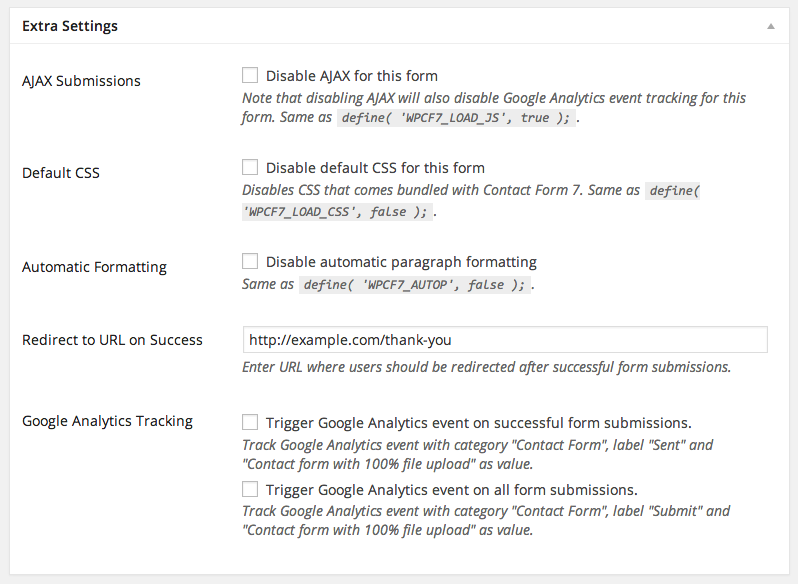 Extra Settings
AJAX Submissions
Disable AJAX for this form
Note that disabling AJAX will also disable Google Analytics event tracking for this
form. Same as define( 'WPCF7_LOAD_JS', true ); .
Default CSS
Disable default CSS for this form
Disables CSS that comes bundled with Contact Form 7. Same as define(
'WPCF7_LOAD_CSS', false ); .
Automatic Formatting
Disable automatic paragraph formatting
Same as define( 'WPCF7_AUTOP', false ); .
Redirect to URL on Success
http://example.com/thank-you
Enter URL where users should be redirected after successful form submissions.
Google Analytics Tracking
Trigger Google Analytics event on successful form submissions.
Track Google Analytics event with category "Contact Form", label "Sent" and
"Contact form with 100% file upload" as value.
Trigger Google Analytics event on all form submissions.
Track Google Analytics event with category "Contact Form", label "Submit" and
"Contact form with 100% file upload" as value.